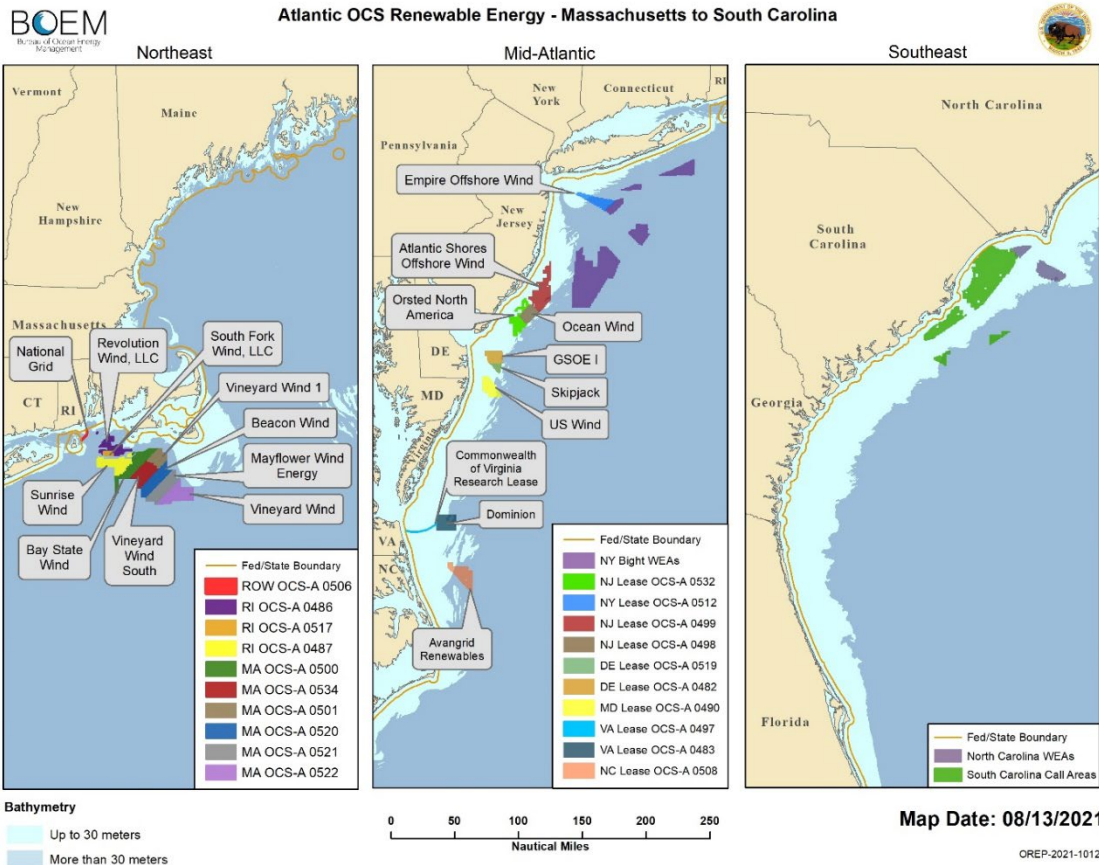 BOEM
Bureau of Ocean Energy
Management
Atlantic OCS Renewable Energy - Massachusetts to South Carolina
Northeast
Vermont
Maine
New
Hampshire
Massachusetts
CT
RI
National
Grid
Revolution
Wind, LLC
South Fork
Wind, LLC
Vineyard Wind 1
Beacon Wind
Mayflower Wind
Energy
Vineyard Wind
Sunrise
Wind
Bay State
Wind
Vineyard
Wind
South
Fed/State Boundary
ROW OCS-A 0506
RI OCS-A 0486
RI OCS-A 0517
RI OCS-A 0487
MA OCS-A 0500
MA OCS-A 0534
MA OCS-A 0501
MA OCS-A 0520
MA OCS-A 0521
MA OCS-A 0522
Mid-Atlantic
New
York
Connecticut
RI
Pennsylvania
New
Jersey
DE
MD
Virginia
VA
NC
Empire Offshore Wind
Atlantic Shores
Offshore Wind
Orsted North
America
Ocean Wind
GSOE I
Skipjack
US Wind
Commonwealth
of Virginia
Research Lease
Dominion
Avangrid
Renewables
Fed/State Boundary
NY Bight WEAs
NJ Lease OCS-A 0532
NY Lease OCS-A 0512
NJ Lease OCS-A 0499
NJ Lease OCS-A 0498
DE Lease OCS-A 0519
DE Lease OCS-A 0482
MD Lease OCS-A 0490
VA Lease OCS-A 0497
VA Lease OCS-A 0483
NC Lease OCS-A 0508
Southeast
North Carolina
South
Carolina
Georgia
Florida
Fed/State Boundary
North Carolina WEAs
South Carolina Call Areas
Bathymetry
Up to 30 meters
More than 30 meters
0 50 100 150 200 250
Nautical Miles
Map Date: 08/13/2021
OREP-2021-1012